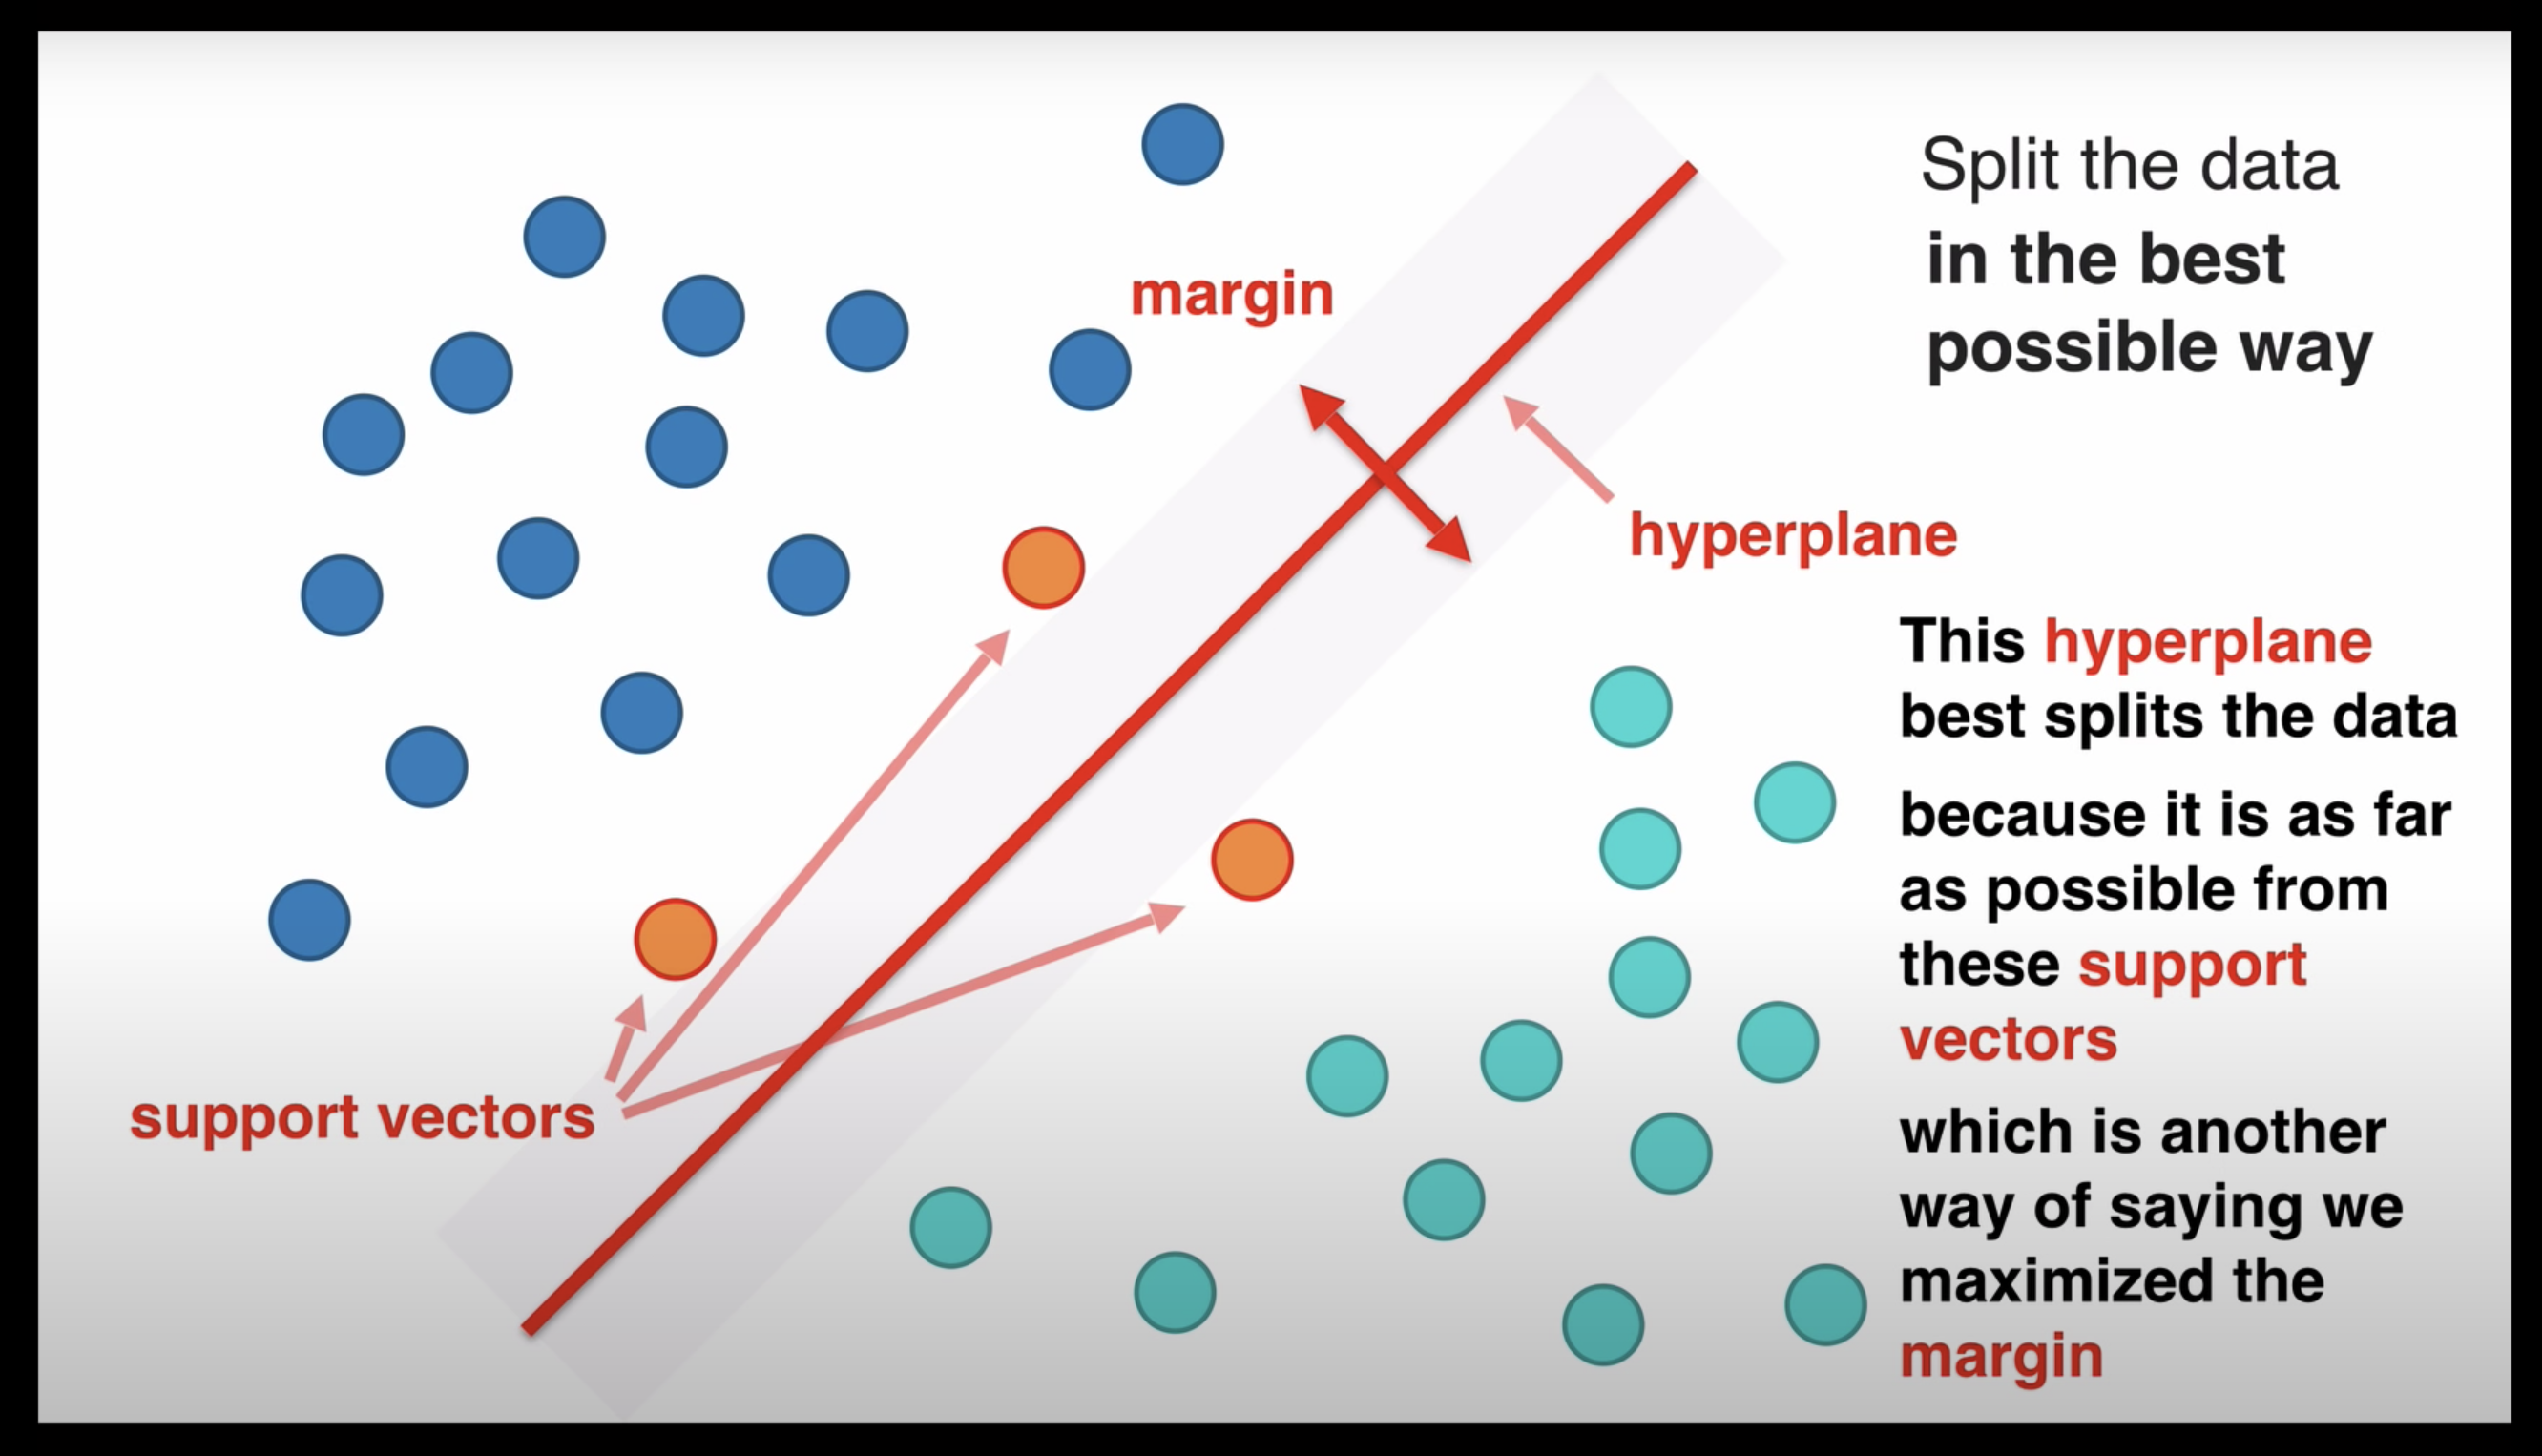 Split the data
in the best
possible way
margin
hyperplane
This hyperplane
best splits the data
because it is as far
as possible from
these support
vectors
which is another
way of saying we
maximized the
margin
support vectors